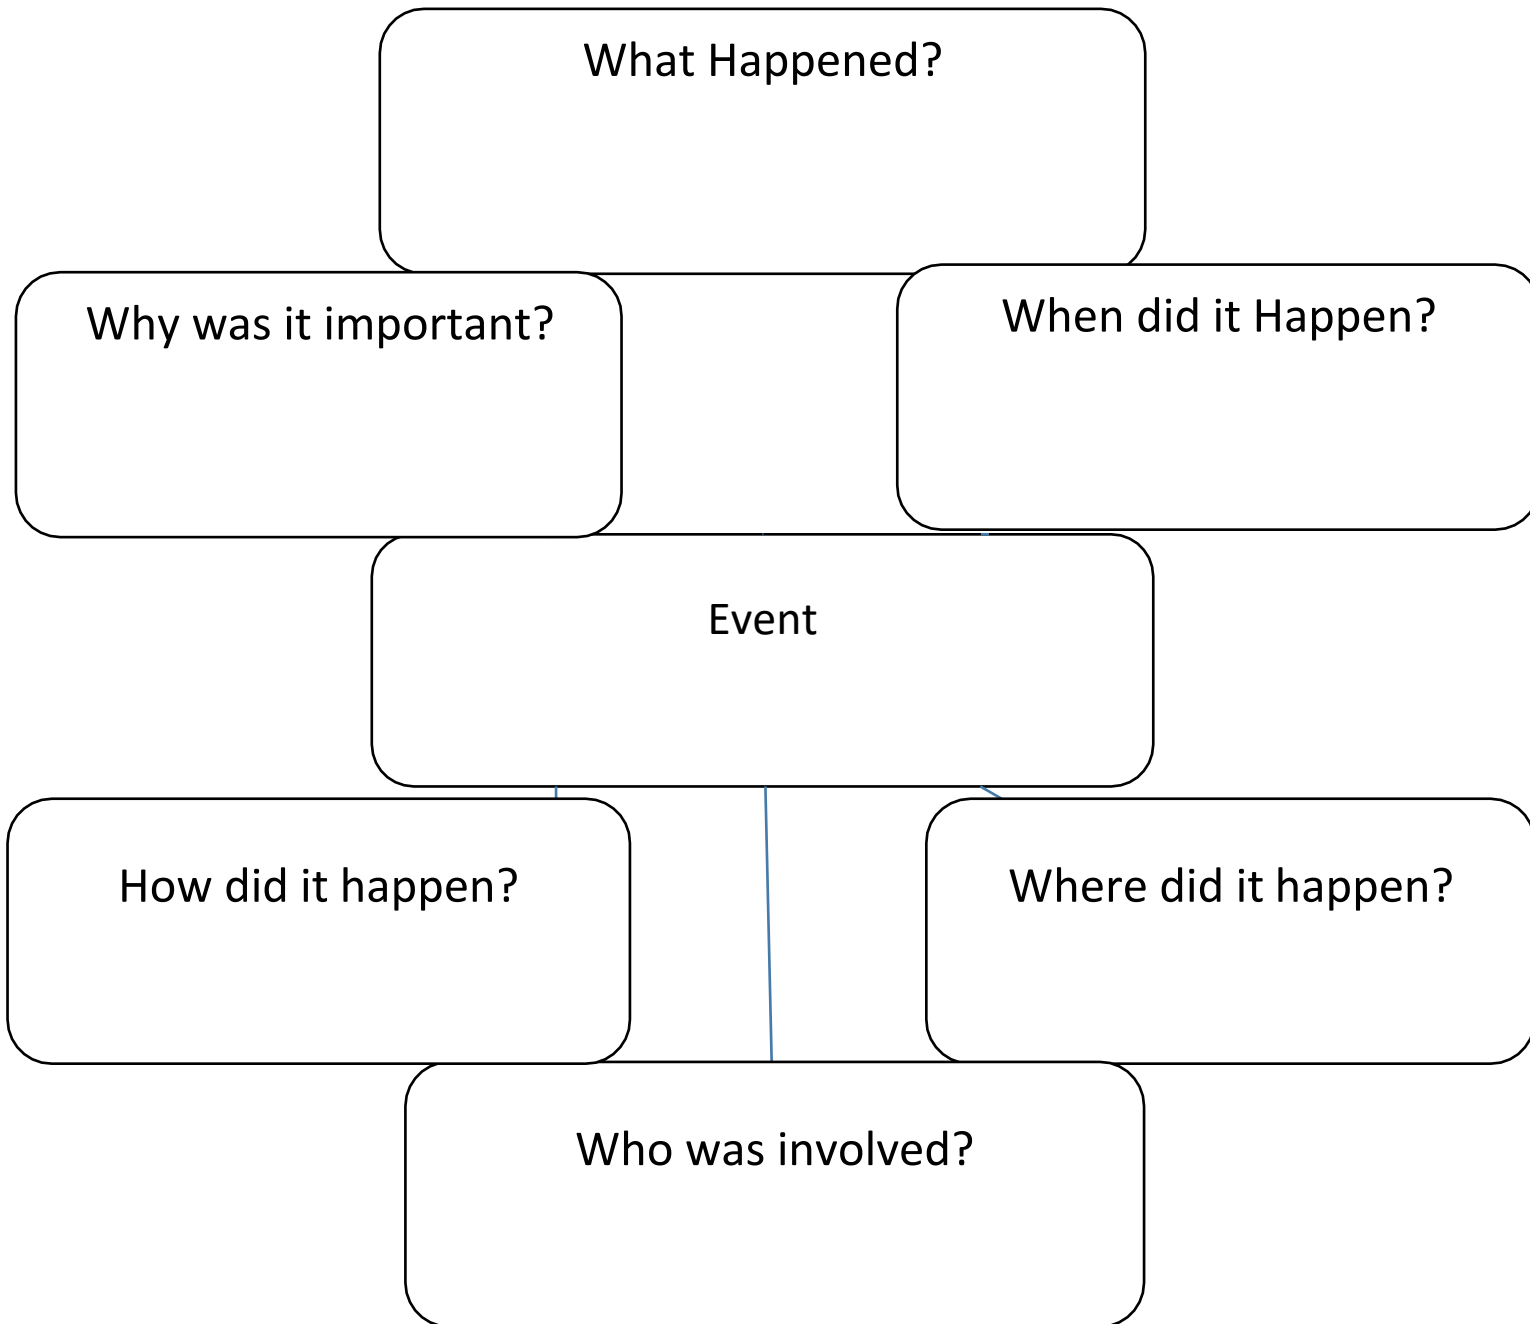 What Happened?
Why was it important?
When did it Happen?
Event
How did it happen?
Where did it happen?
Who was involved?